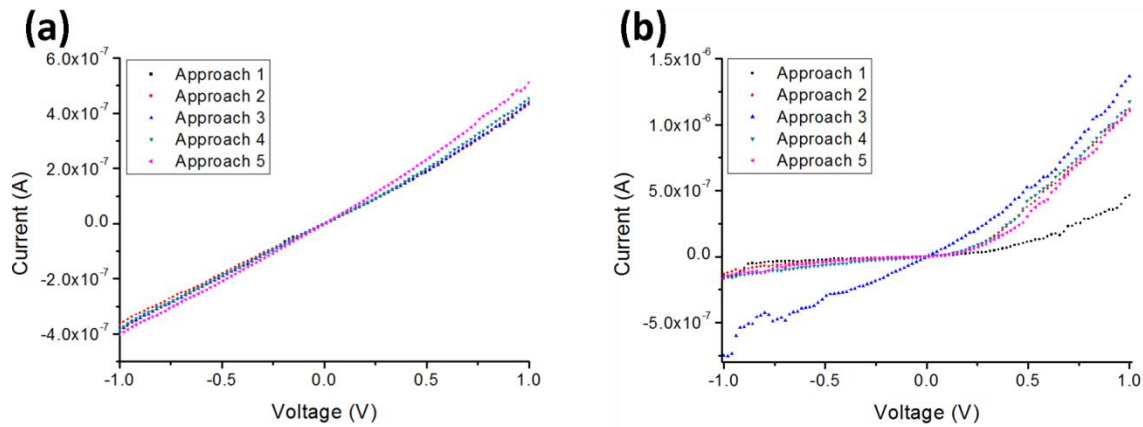 (a)
6.0x10⁻⁷
4.0x10⁻⁷
2.0x10⁻⁷
0.0
-2.0x10⁻⁷
-4.0x10⁻⁷
Current (A)
Approach 1
Approach 2
Approach 3
Approach 4
Approach 5
-1.0 -0.5 0.0 0.5 1.0
Voltage (V)
(b)
1.5x10⁻⁶
1.0x10⁻⁶
5.0x10⁻⁷
0.0
-5.0x10⁻⁷
Current (A)
Approach 1
Approach 2
Approach 3
Approach 4
Approach 5
-1.0 -0.5 0.0 0.5 1.0
Voltage (V)